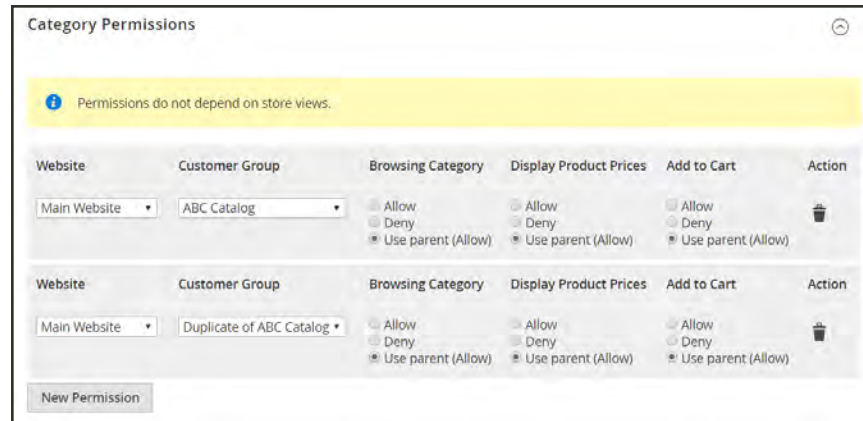 Category Permissions
Permissions do not depend on store views.
Website Customer Group Browsing Category Display Product Prices Add to Cart Action
Main Website ABC Catalog Allow Allow Allow
Deny Deny Deny
Use parent (Allow) Use parent (Allow) Use parent (Allow)
Website Customer Group Browsing Category Display Product Prices Add to Cart Action
Main Website Duplicate of ABC Catalog Allow Allow Allow
Deny Deny Deny
Use parent (Allow) Use parent (Allow) Use parent (Allow)
New Permission